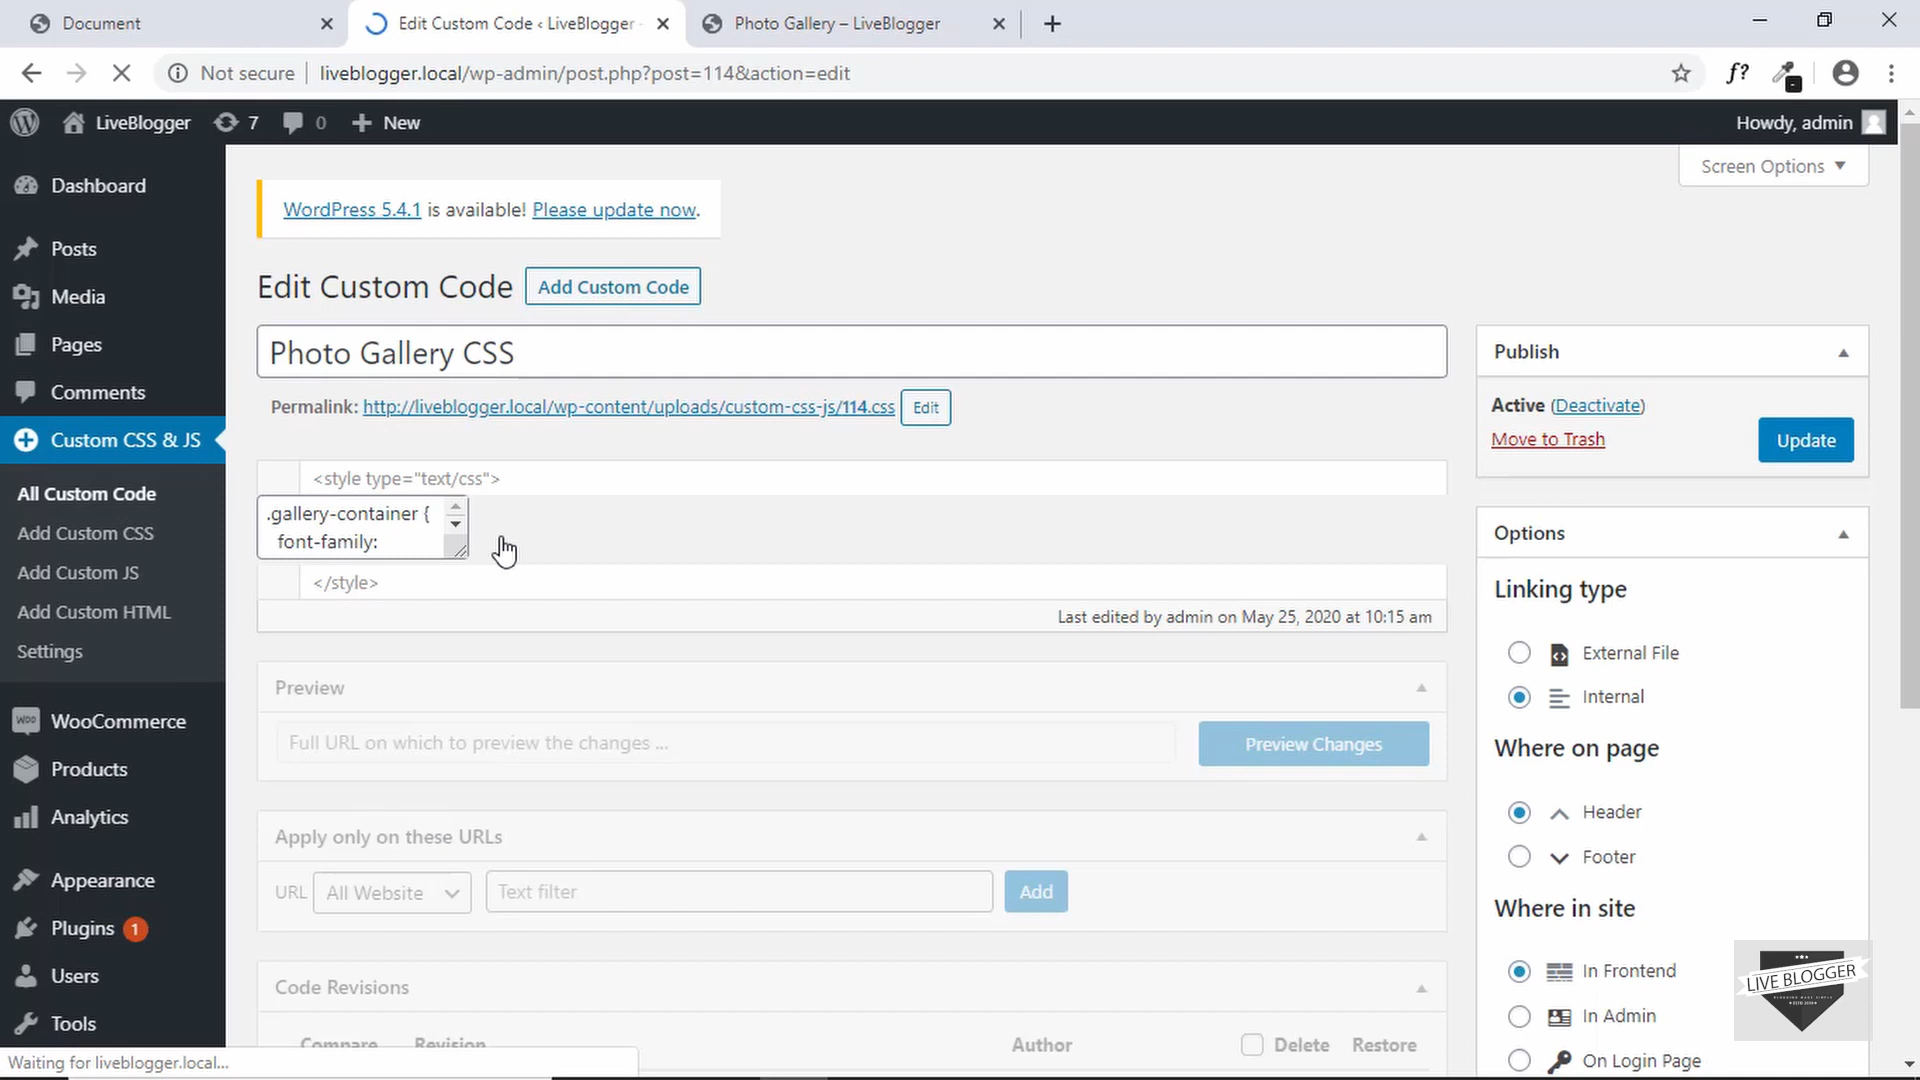 Document
Edit Custom Code ‹ LiveBlogger -
Photo Gallery – LiveBlogger
Not secure
liveblogger.local/wp-admin/post.php?post=114&action=edit
f?
LiveBlogger
7
0
New
Howdy, admin
Screen Options
Dashboard
Posts
Media
Pages
Comments
Custom CSS & JS
All Custom Code
Add Custom CSS
Add Custom JS
Add Custom HTML
Settings
WooCommerce
Products
Analytics
Appearance
Plugins 1
Users
Tools
Waiting for liveblogger.local...
WordPress 5.4.1 is available! Please update now.
Edit Custom Code
Add Custom Code
Photo Gallery CSS
Permalink: http://liveblogger.local/wp-content/uploads/custom-css-js/114.css
Edit
<style type="text/css">
.gallery-container {
font-family:
</style>
Last edited by admin on May 25, 2020 at 10:15 am
Preview
Full URL on which to preview the changes ...
Preview Changes
Apply only on these URLs
URL
All Website
Text filter
Add
Code Revisions
Compare
Revision
Author
Delete
Restore
Publish
Active (Deactivate)
Move to Trash
Update
Options
Linking type
External File
Internal
Where on page
Header
Footer
Where in site
In Frontend
In Admin
On Login Page
LIVE BLOGGER